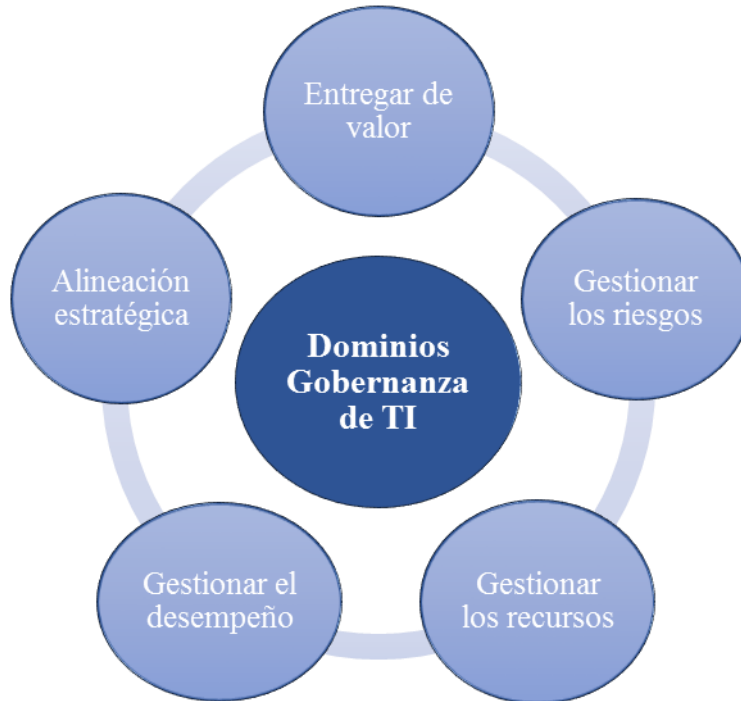 Entregar de
valor
Alineación
estratégica
Gestionar
los riesgos
Dominios
Gobernanza
de TI
Gestionar el
desempeño
Gestionar
los recursos